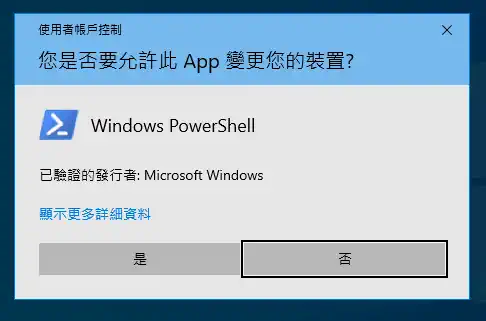 使用者帳戶控制
您是否要允許此 App 變更您的裝置?
Windows PowerShell
已驗證的發行者: Microsoft Windows
顯示更多詳細資料
是
否